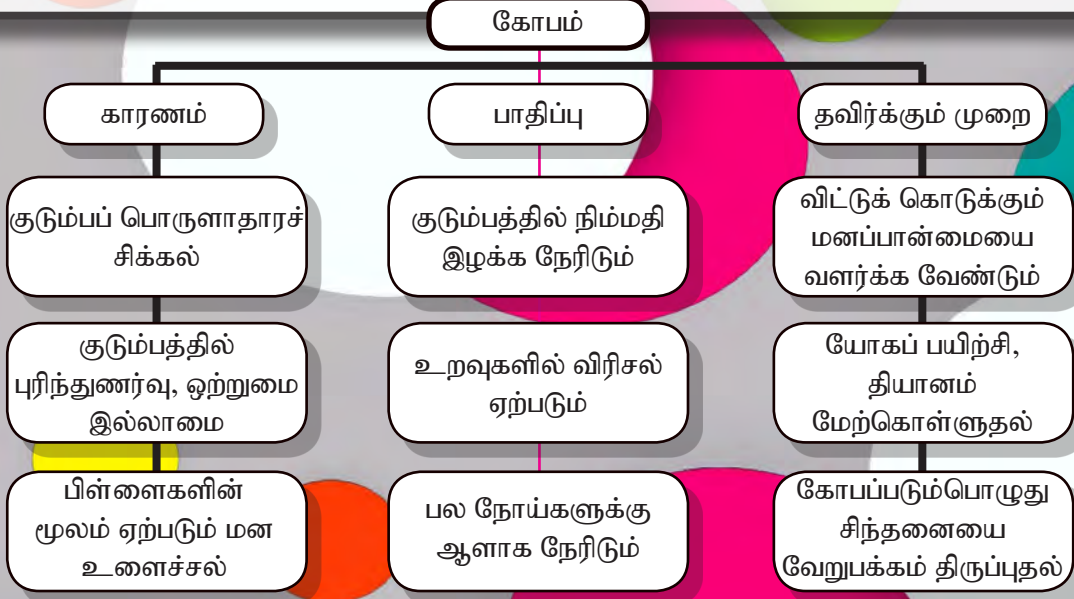 கோபம்
காரணம்
பாதிப்பு
தவிர்க்கும் முறை
குடும்பப் பொருளாதாரச்
சிக்கல்
குடும்பத்தில் நிம்மதி
இழக்க நேரிடும்
விட்டுக் கொடுக்கும்
மனப்பான்மையை
வளர்க்க வேண்டும்
குடும்பத்தில்
புரிந்துணர்வு, ஒற்றுமை
இல்லாமை
உறவுகளில் விரிசல்
ஏற்படும்
யோகப் பயிற்சி,
தியானம்
மேற்கொள்ளுதல்
பிள்ளைகளின்
மூலம் ஏற்படும் மன
உளைச்சல்
பல நோய்களுக்கு
ஆளாக நேரிடும்
கோபப்படும்பொழுது
சிந்தனையை
வேறுபக்கம் திருப்புதல்